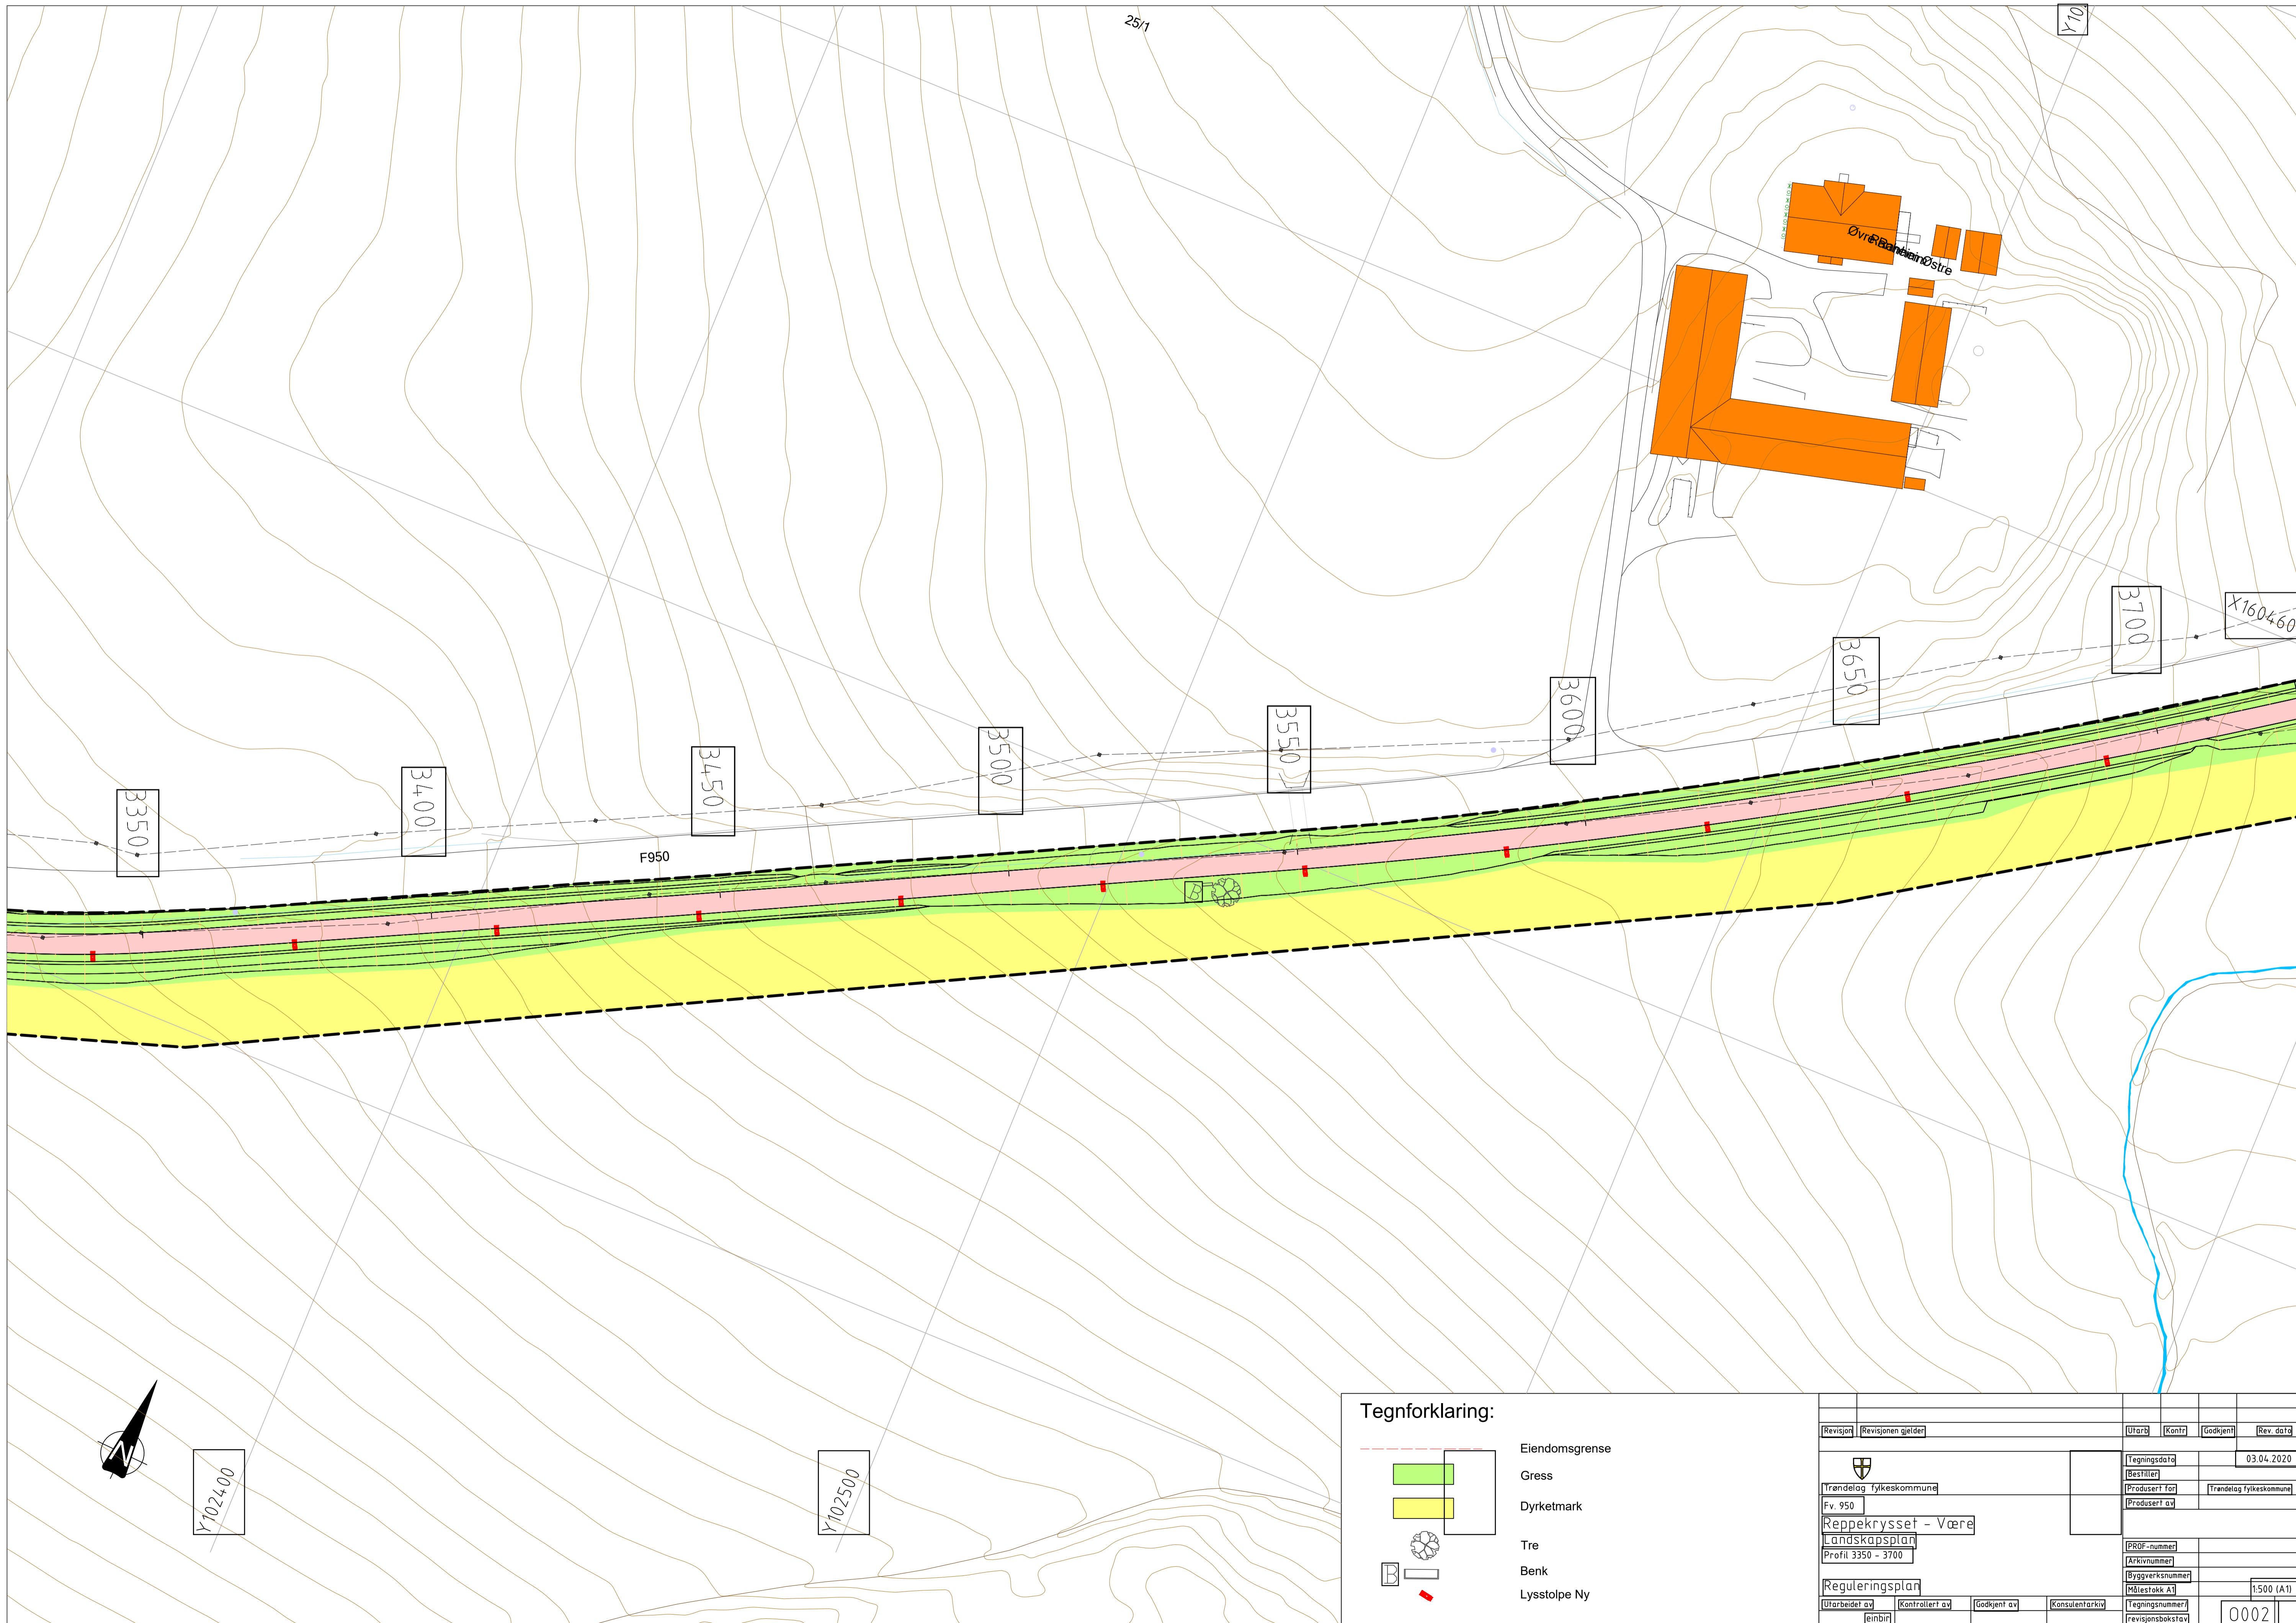 25/1
Y10
Øvre Ranheim Østre
3700
X160460
3650
3600
3550
3500
3450
3400
3350
F950
N
Y102400
Y102500
Tegnforklaring:
Eiendomsgrense
Gress
Dyrketmark
Tre
B Benk
Lysstolpe Ny
B
Revisjon Revisjonen gjelder Utarb Kontr Godkjent Rev. dato
Tegningsdato 03.04.2020
Bestiller
Trøndelag fylkeskommune
Produsert for Trøndelag fylkeskommune
Produsert av
Fv. 950
Reppekrysset - Være
Landskapsplan
Profil 3350 - 3700
PROF-nummer
Arkivnummer
Byggverksnummer
Reguleringsplan
Målestokk A1 1:500 (A1)
Utarbeidet av Kontrollert av Godkjent av Konsulentarkiv
Tegningsnummer/
revisjonsbokstav
einbin
O002